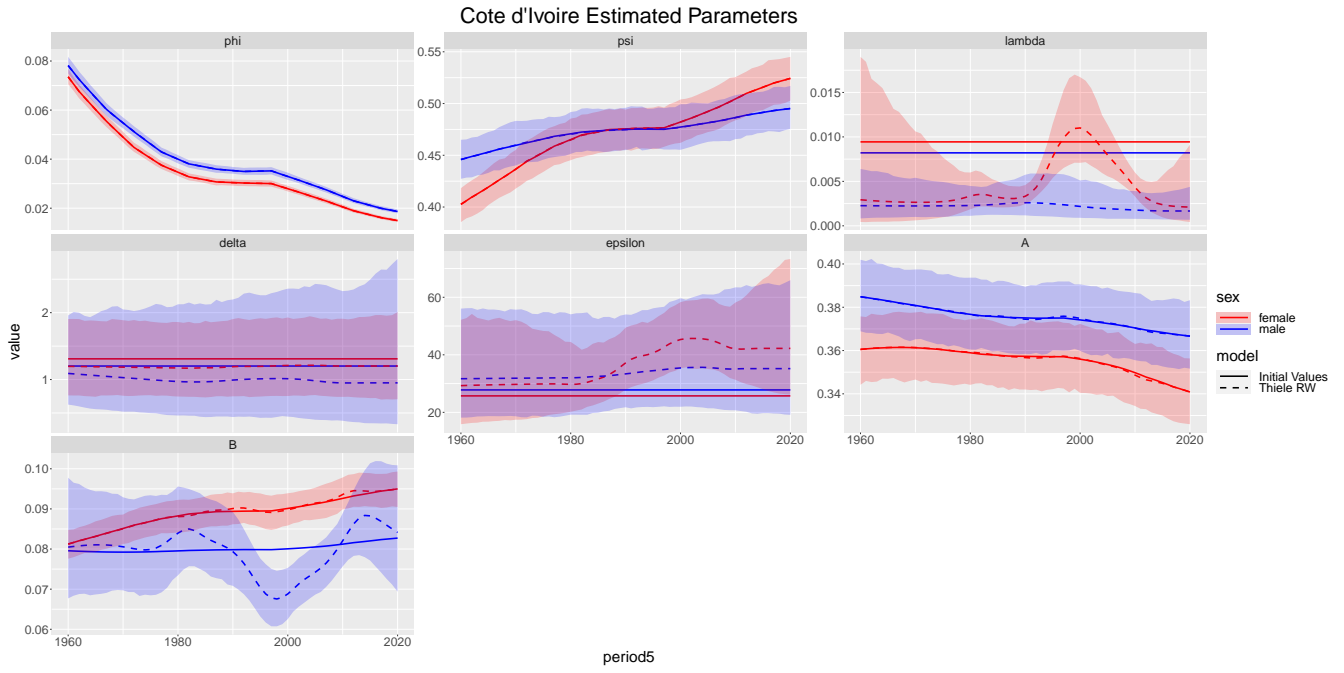 Cote d'Ivoire Estimated Parameters
phi
psi
lambda
0.08
0.06
0.04
0.02
0.55
0.50
0.45
0.40
0.015
0.010
0.005
0.000
delta
epsilon
A
2
1
60
40
20
0.40
0.38
0.36
0.34
1960 1980 2000 2020
1960 1980 2000 2020
B
0.10
0.09
0.08
0.07
0.06
1960 1980 2000 2020
value
period5
sex
female
male
model
Initial Values
Thiele RW